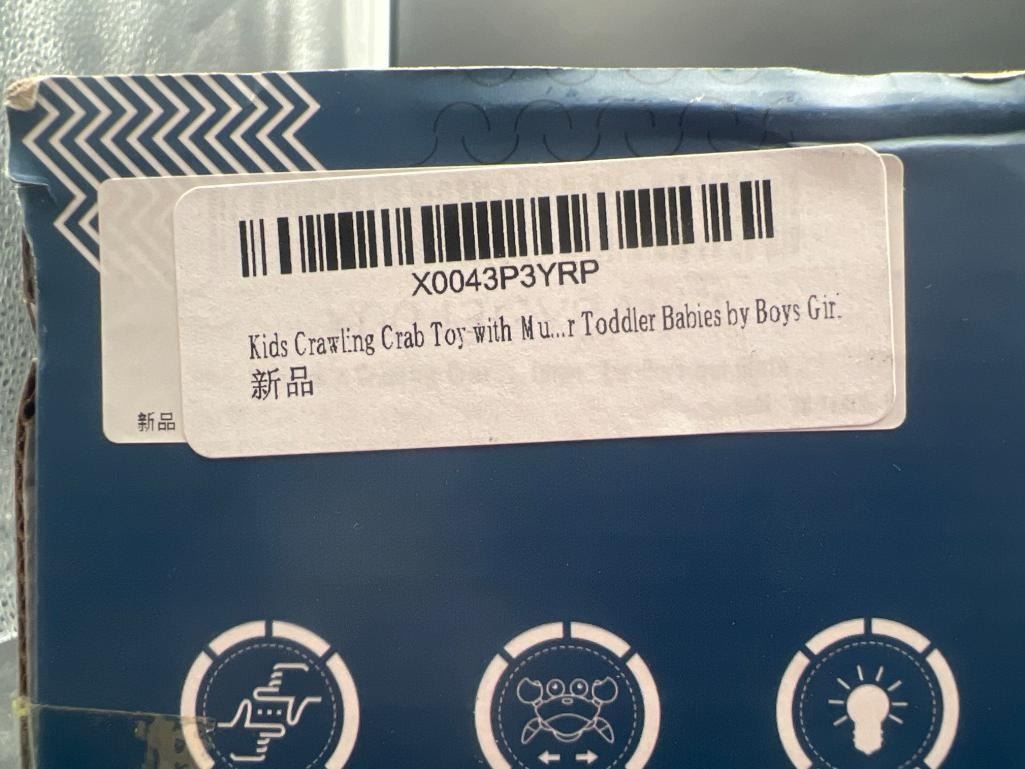 X0043P3YRP
Kids Crawling Crab Toy with Mu...r Toddler Babies by Boys Gir
新品
新品